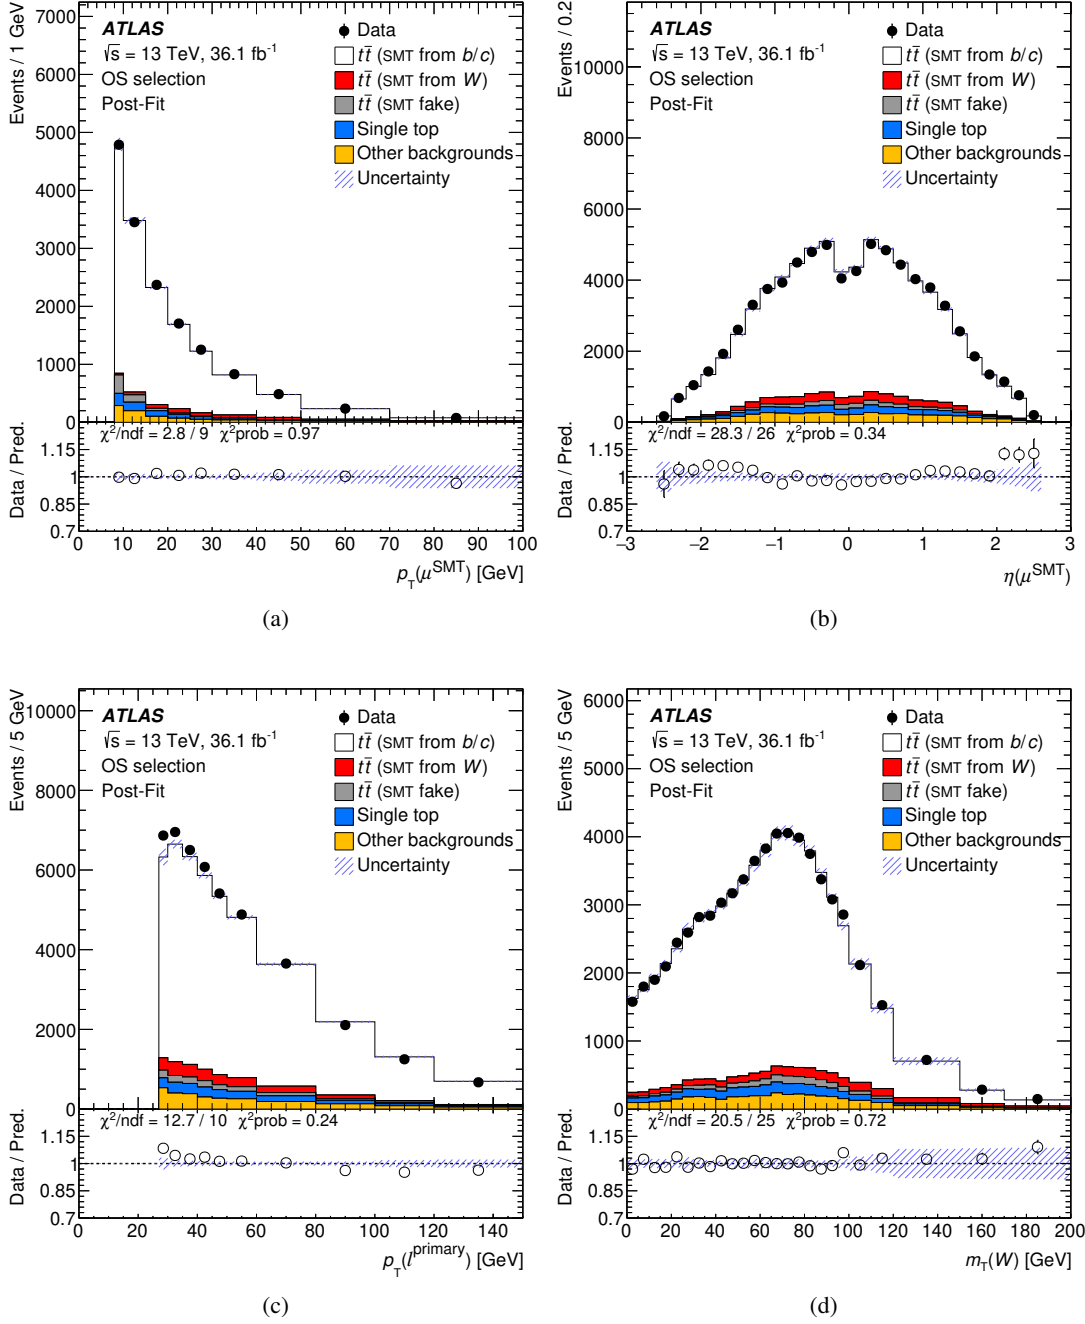 Events / 1 GeV
7000
6000
5000
4000
3000
2000
1000
0
ATLAS
√s = 13 TeV, 36.1 fb⁻¹
OS selection
Post-Fit
Data
tt̄ (SMT from b/c)
tt̄ (SMT from W)
tt̄ (SMT fake)
Single top
Other backgrounds
Uncertainty
χ²/ndf = 2.8 / 9 χ²prob = 0.97
Data / Pred.
1.15
1
0.85
0.7
10 20 30 40 50 60 70 80 90 100
p_T(μ^SMT) [GeV]
(a)
Events / 0.2
10000
8000
6000
4000
2000
0
ATLAS
√s = 13 TeV, 36.1 fb⁻¹
OS selection
Post-Fit
Data
tt̄ (SMT from b/c)
tt̄ (SMT from W)
tt̄ (SMT fake)
Single top
Other backgrounds
Uncertainty
χ²/ndf = 28.3 / 26 χ²prob = 0.34
Data / Pred.
1.15
1
0.85
0.7
−3 −2 −1 0 1 2 3
η(μ^SMT)
(b)
Events / 5 GeV
10000
8000
6000
4000
2000
0
ATLAS
√s = 13 TeV, 36.1 fb⁻¹
OS selection
Post-Fit
Data
tt̄ (SMT from b/c)
tt̄ (SMT from W)
tt̄ (SMT fake)
Single top
Other backgrounds
Uncertainty
χ²/ndf = 12.7 / 10 χ²prob = 0.24
Data / Pred.
1.15
1
0.85
0.7
0 20 40 60 80 100 120 140
p_T(l^primary) [GeV]
(c)
Events / 5 GeV
6000
5000
4000
3000
2000
1000
0
ATLAS
√s = 13 TeV, 36.1 fb⁻¹
OS selection
Post-Fit
Data
tt̄ (SMT from b/c)
tt̄ (SMT from W)
tt̄ (SMT fake)
Single top
Other backgrounds
Uncertainty
χ²/ndf = 20.5 / 25 χ²prob = 0.72
Data / Pred.
1.15
1
0.85
0.7
0 20 40 60 80 100 120 140 160 180 200
m_T(W) [GeV]
(d)